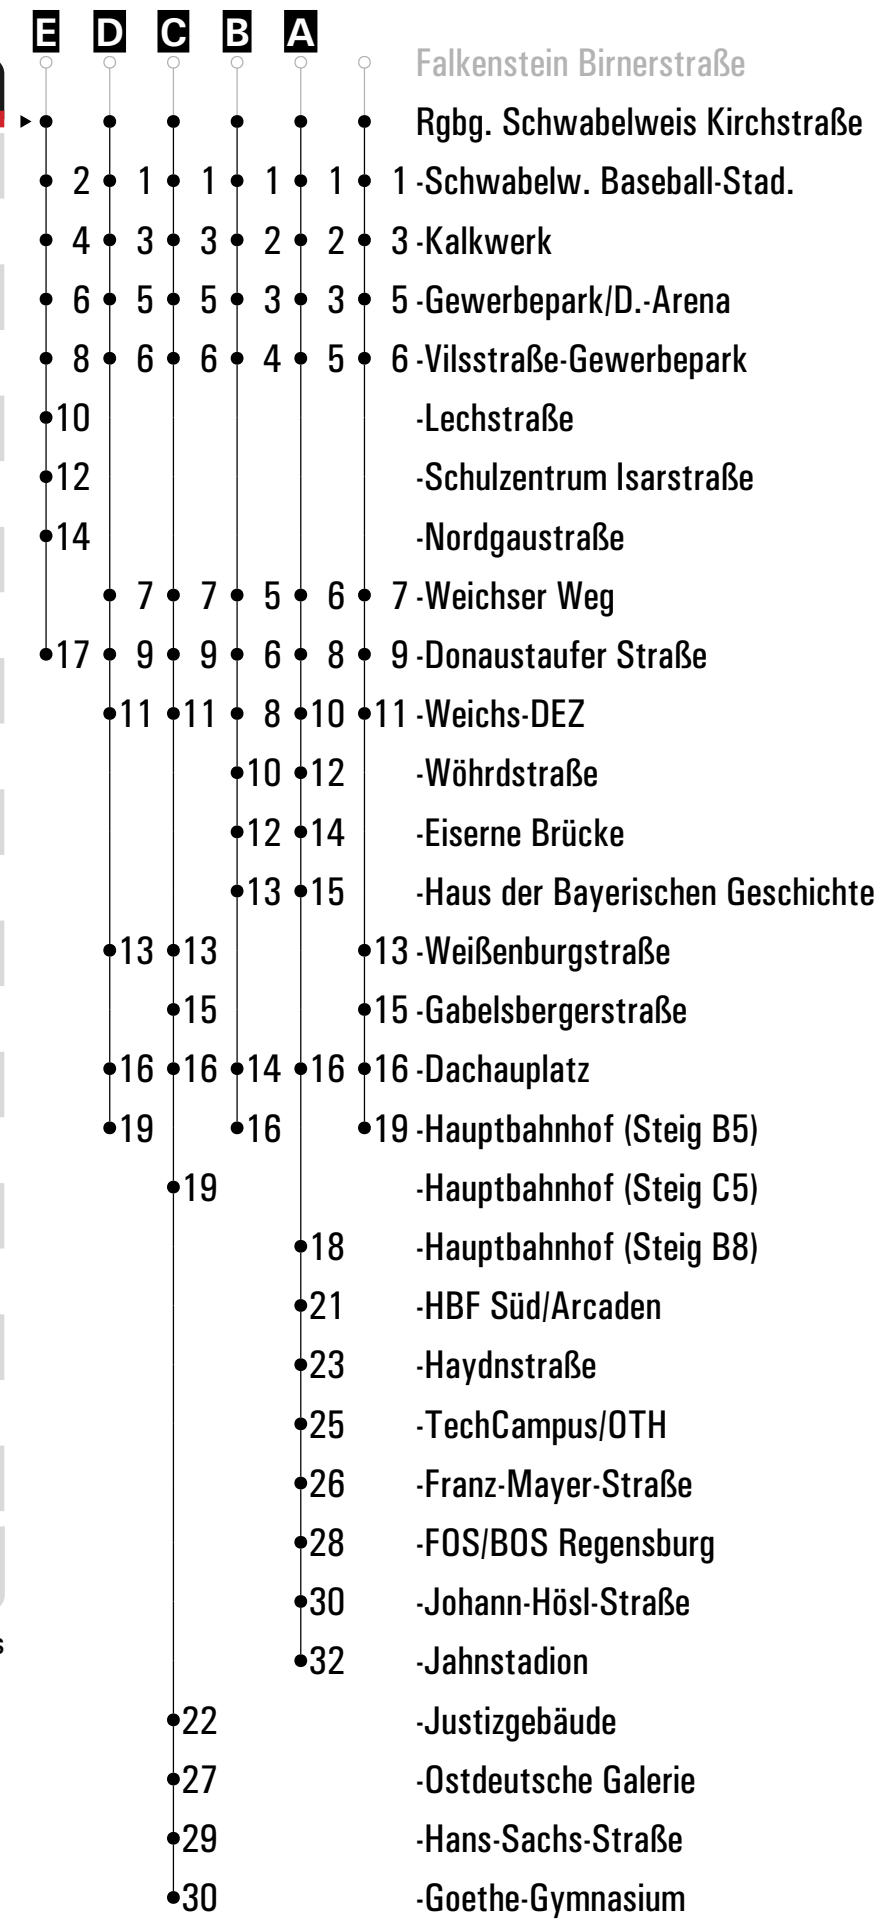 E D C B A
Falkenstein Birnerstraße
Rgbg. Schwabelweis Kirchstraße
2 1 1 1 1 1 -Schwabelw. Baseball-Stad.
4 3 3 2 2 3 -Kalkwerk
6 5 5 3 3 5 -Gewerbepark/D.-Arena
8 6 6 4 5 6 -Vilsstraße-Gewerbepark
10 -Lechstraße
12 -Schulzentrum Isarstraße
14 -Nordgaustraße
7 7 5 6 7 -Weichser Weg
17 9 9 6 8 9 -Donaustaufer Straße
11 11 8 10 11 -Weichs-DEZ
10 12 -Wöhrdstraße
12 14 -Eiserne Brücke
13 15 -Haus der Bayerischen Geschichte
13 13 13 -Weißenburgstraße
15 15 -Gabelsbergerstraße
16 16 14 16 16 -Dachauplatz
19 16 19 -Hauptbahnhof (Steig B5)
19 -Hauptbahnhof (Steig C5)
18 -Hauptbahnhof (Steig B8)
21 -HBF Süd/Arcaden
23 -Haydnstraße
25 -TechCampus/OTH
26 -Franz-Mayer-Straße
28 -FOS/BOS Regensburg
30 -Johann-Hösl-Straße
s
32 -Jahnstadion
22 -Justizgebäude
27 -Ostdeutsche Galerie
29 -Hans-Sachs-Straße
30 -Goethe-Gymnasium